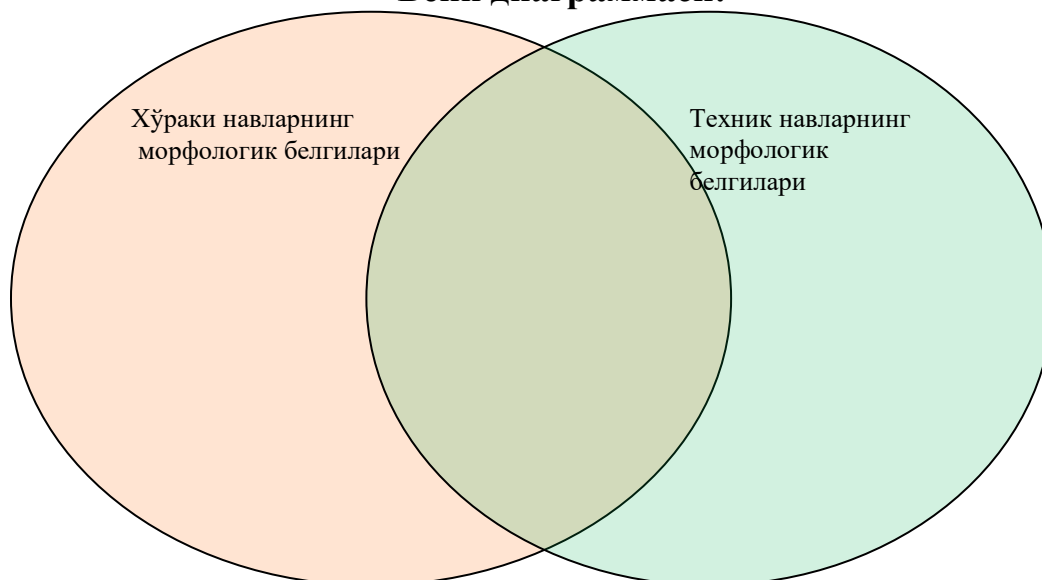 Венн диаграммаси.
Хўраки навларнинг
морфологик белгилари
Техник навларнинг
морфологик
белгилари